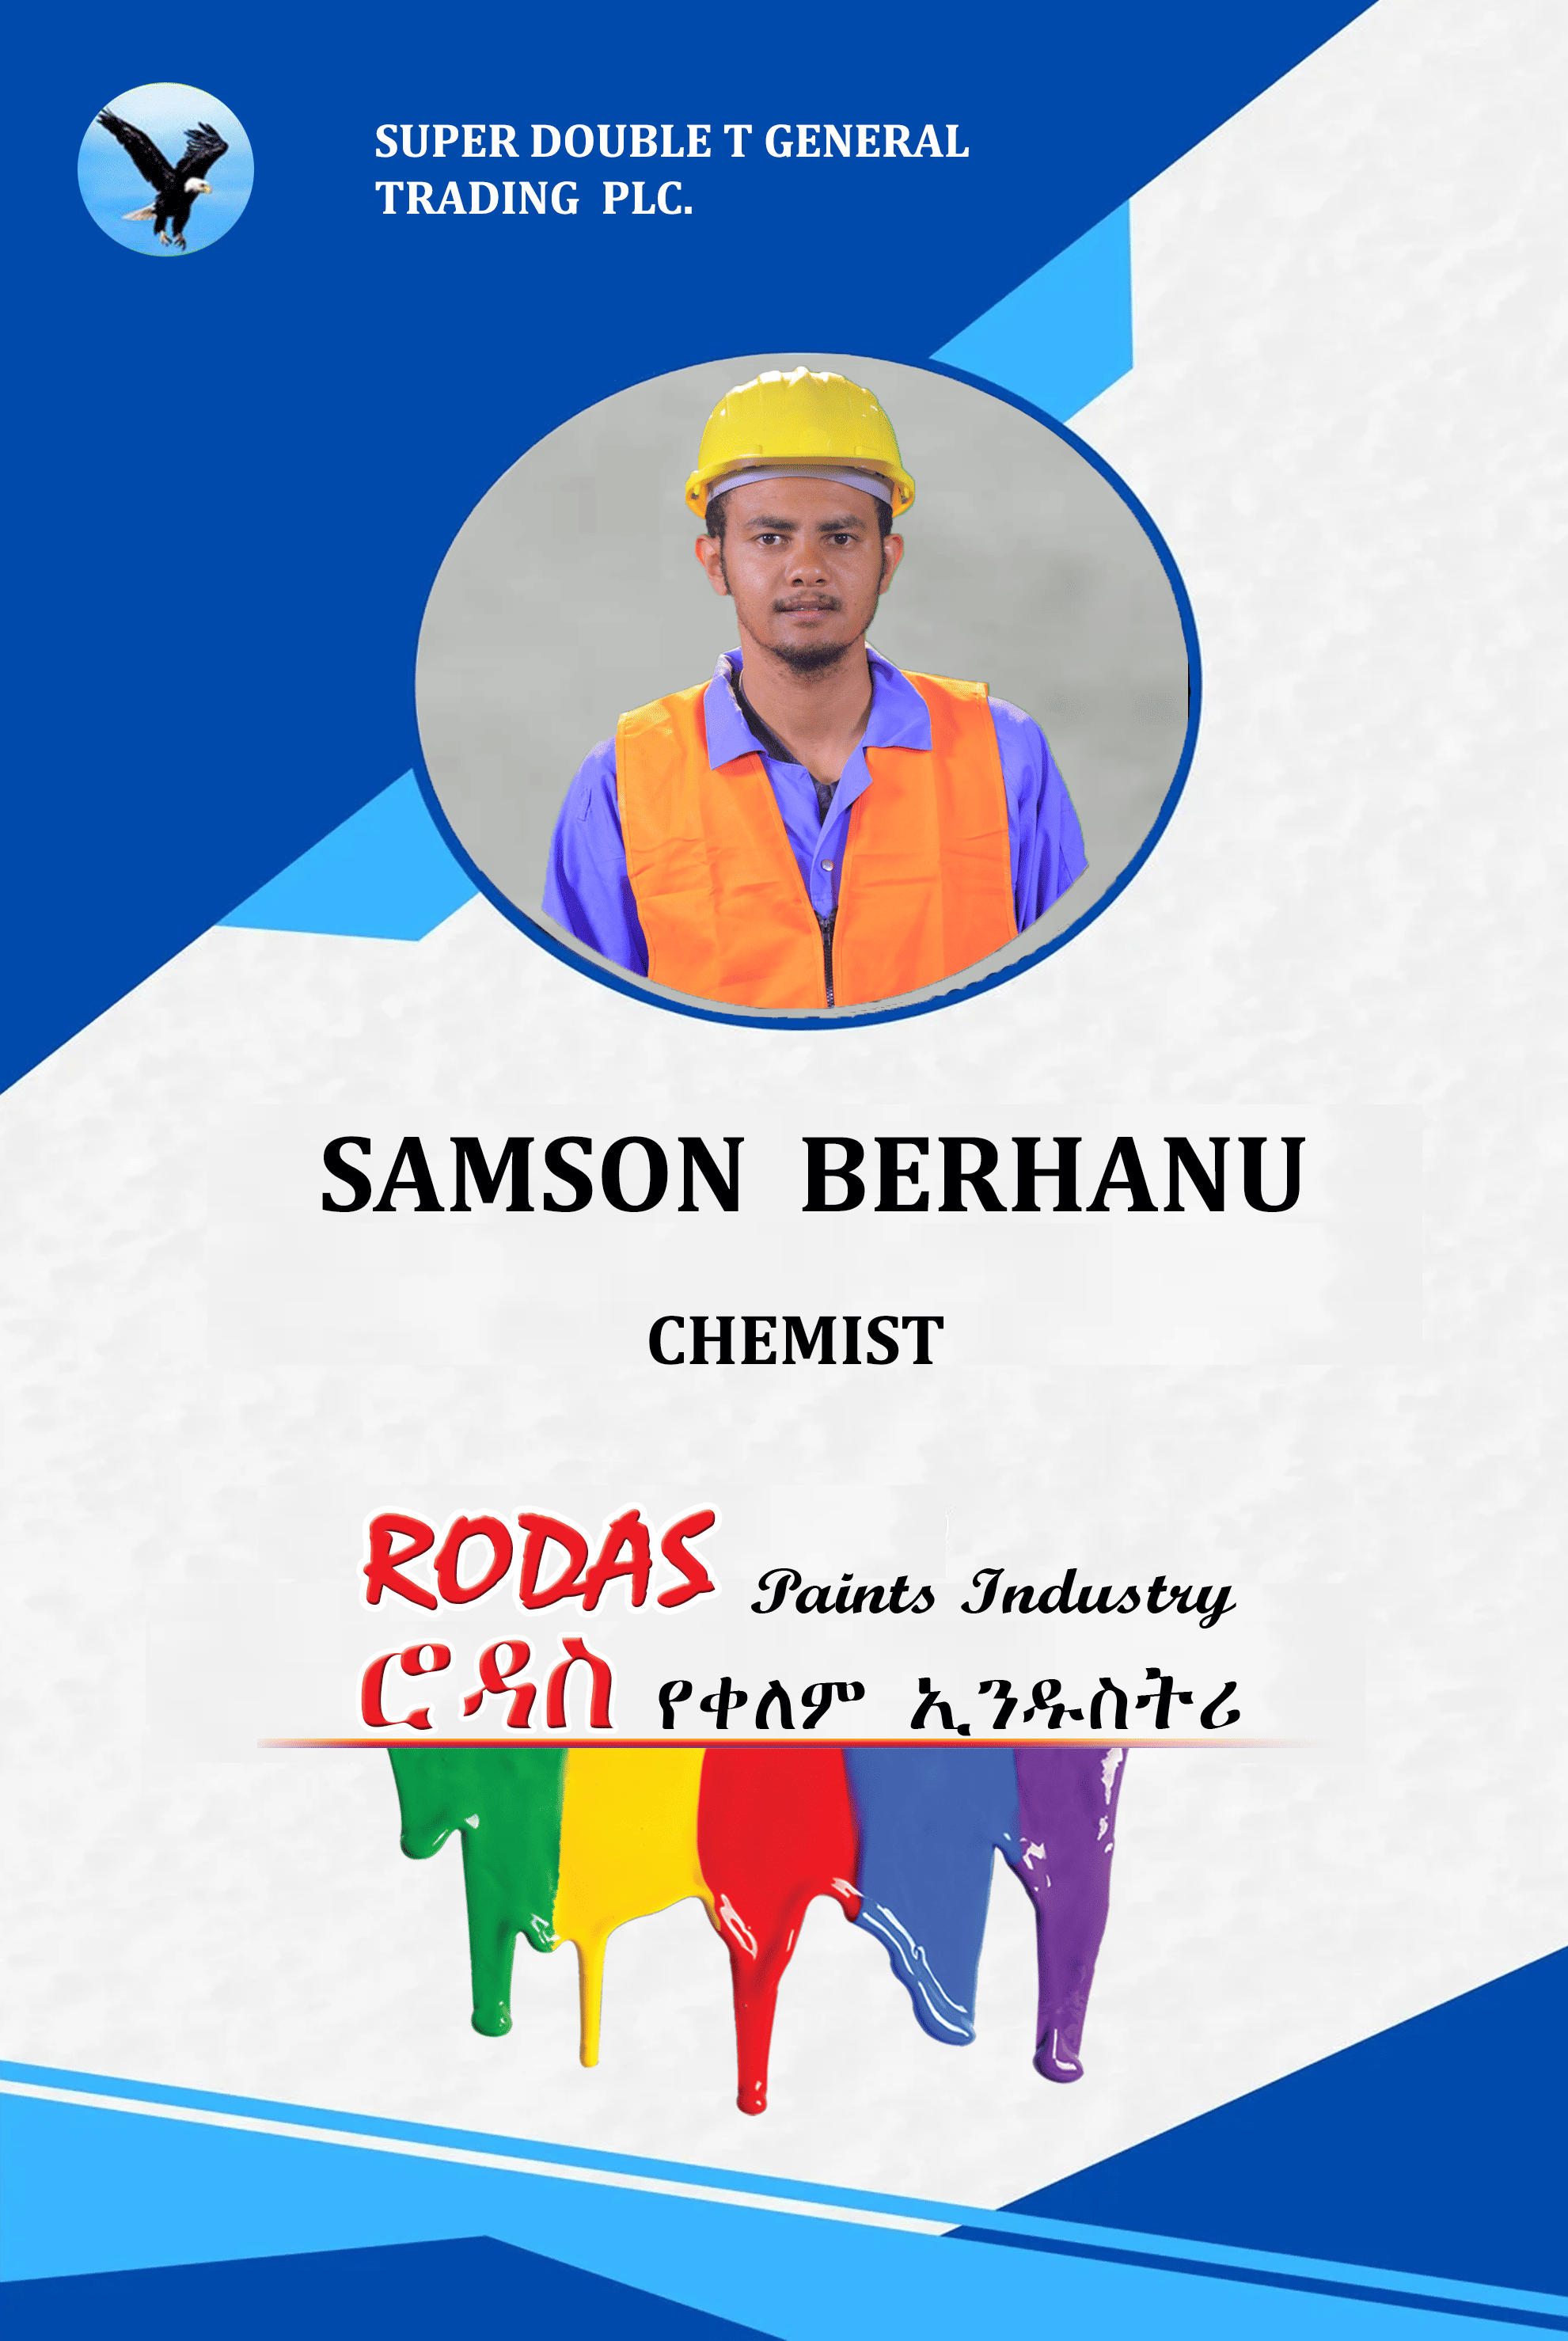 SUPER DOUBLE T GENERAL
TRADING PLC.
SAMSON BERHANU
CHEMIST
RODAS Paints Industry
ሮዳስ የቀለም ኢንዱስትሪ